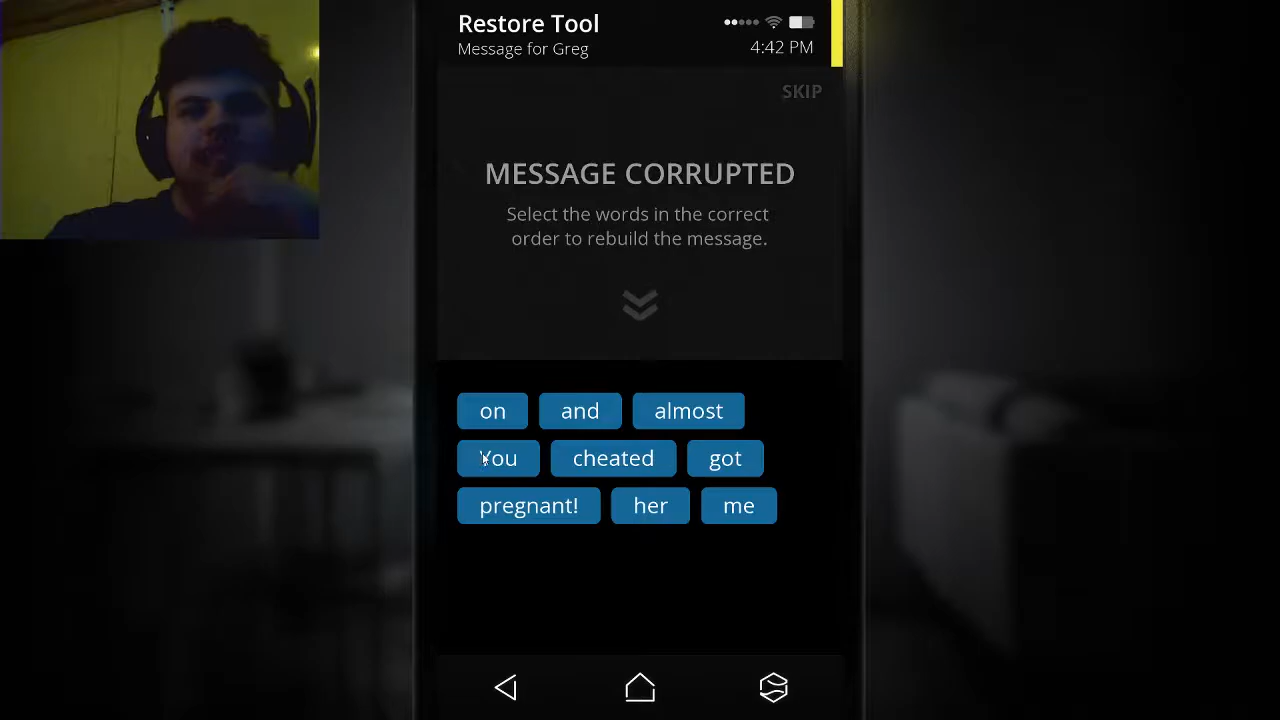 Restore Tool
Message for Greg
4:42 PM
SKIP
MESSAGE CORRUPTED
Select the words in the correct
order to rebuild the message.
on and almost
You cheated got
pregnant! her me